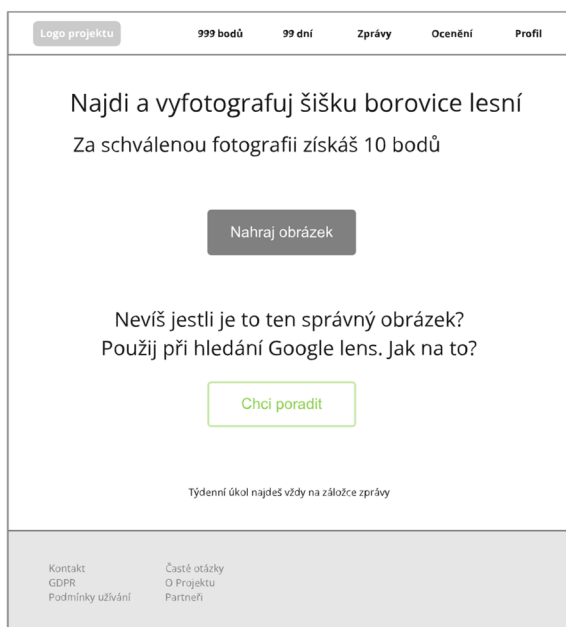 Logo projektu 999 bodů 99 dní Zprávy Ocenění Profil
Najdi a vyfotografuj šišku borovice lesní
Za schválenou fotografii získáš 10 bodů
Nahraj obrázek
Nevíš jestli je to ten správný obrázek?
Použij při hledání Google lens. Jak na to?
Chci poradit
Týdenní úkol najdeš vždy na záložce zprávy
Kontakt Časté otázky
GDPR O Projektu
Podmínky užívání Partneři